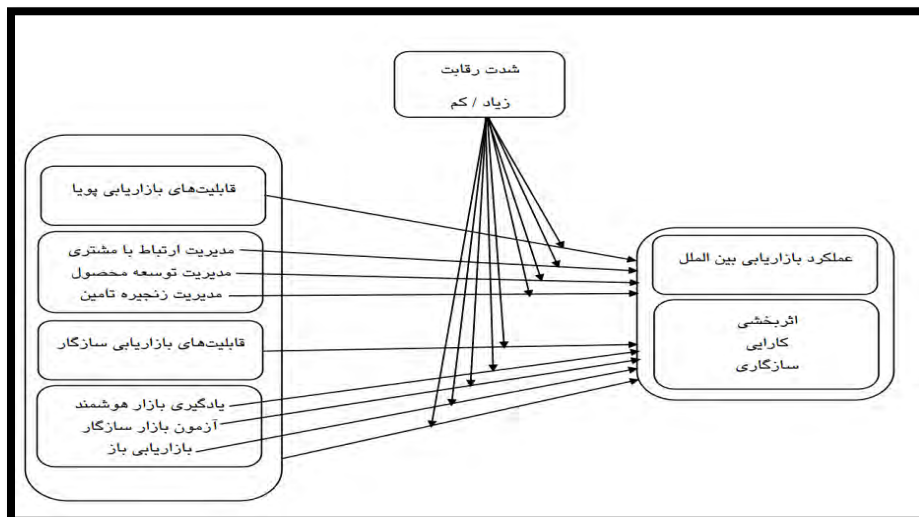 شدت رقابت
زیاد / کم
قابلیت‌های بازاریابی پویا
مدیریت ارتباط با مشتری
مدیریت توسعه محصول
مدیریت زنجیره تامین
قابلیت‌های بازاریابی سازگار
یادگیری بازار هوشمند
آزمون بازار سازگار
بازاریابی باز
عملکرد بازاریابی بین الملل
اثربخشی
کارایی
سازگاری